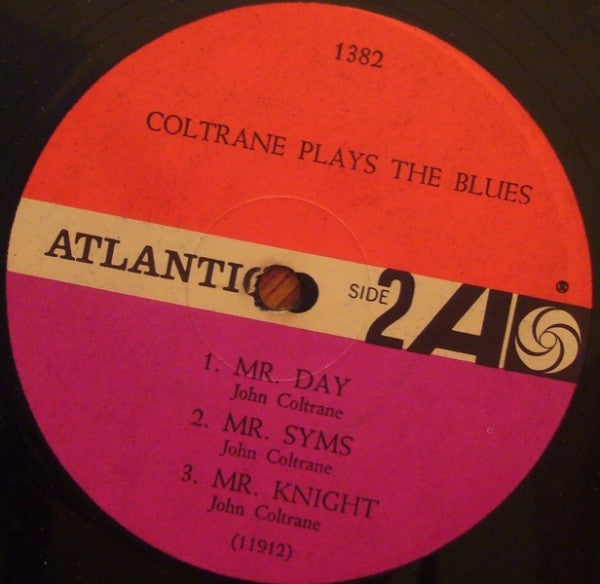 1382
COLTRANE PLAYS THE BLUES
ATLANTIC
SIDE 2 A
®
1. MR. DAY
John Coltrane
2. MR. SYMS
John Coltrane
3. MR. KNIGHT
John Coltrane
(11912)